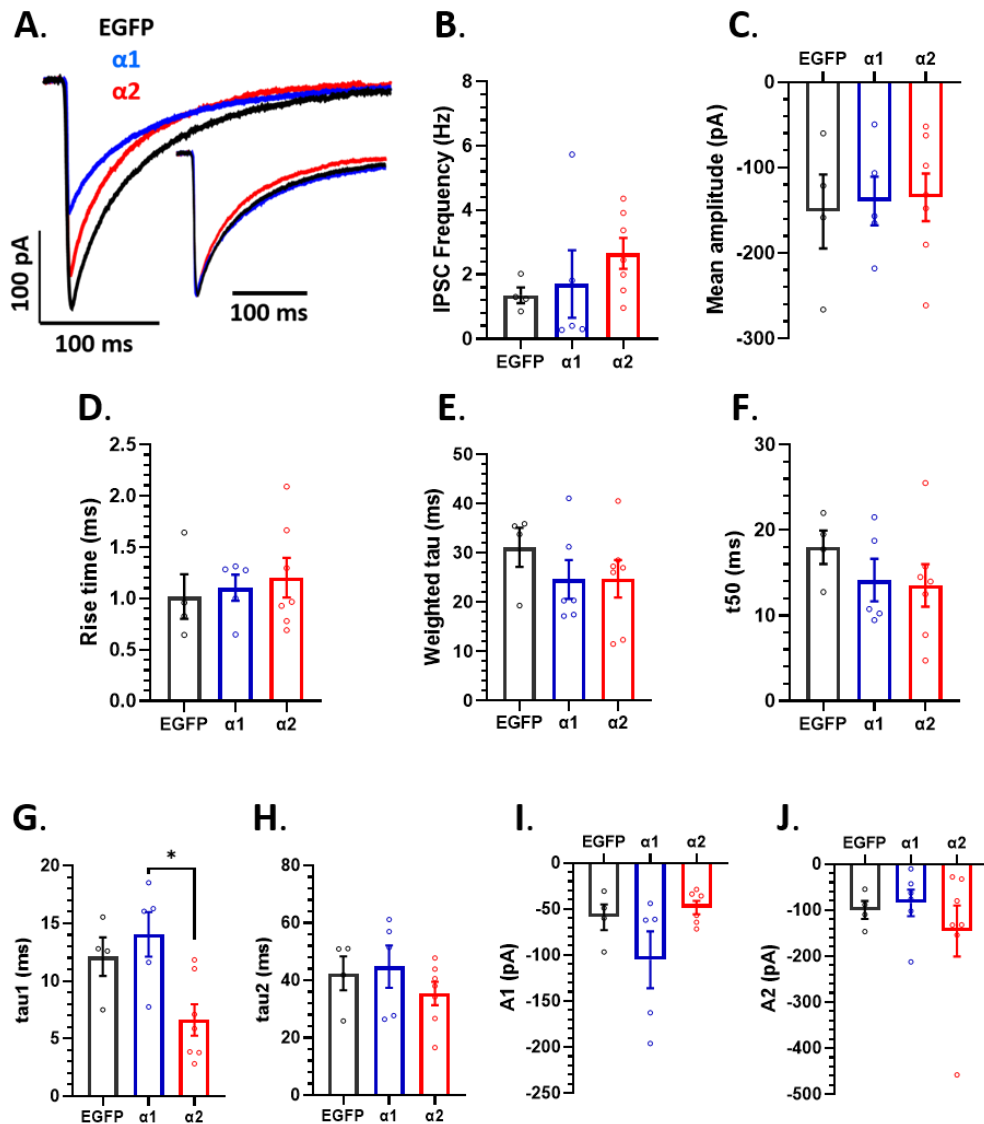 A.
EGFP
α1
α2
100 pA
100 ms
100 ms
B.
IPSC Frequency (Hz)
8
6
4
2
0
EGFP α1 α2
C.
EGFP α1 α2
Mean amplitude (pA)
0
-100
-200
-300
D.
Rise time (ms)
2.5
2.0
1.5
1.0
0.5
0.0
EGFP α1 α2
E.
Weighted tau (ms)
50
40
30
20
10
0
EGFP α1 α2
F.
t50 (ms)
30
20
10
0
EGFP α1 α2
G.
tau1 (ms)
20
15
10
5
0
*
EGFP α1 α2
H.
tau2 (ms)
80
60
40
20
0
EGFP α1 α2
I.
EGFP α1 α2
A1 (pA)
0
-50
-100
-150
-200
-250
J.
EGFP α1 α2
A2 (pA)
0
-100
-200
-300
-400
-500